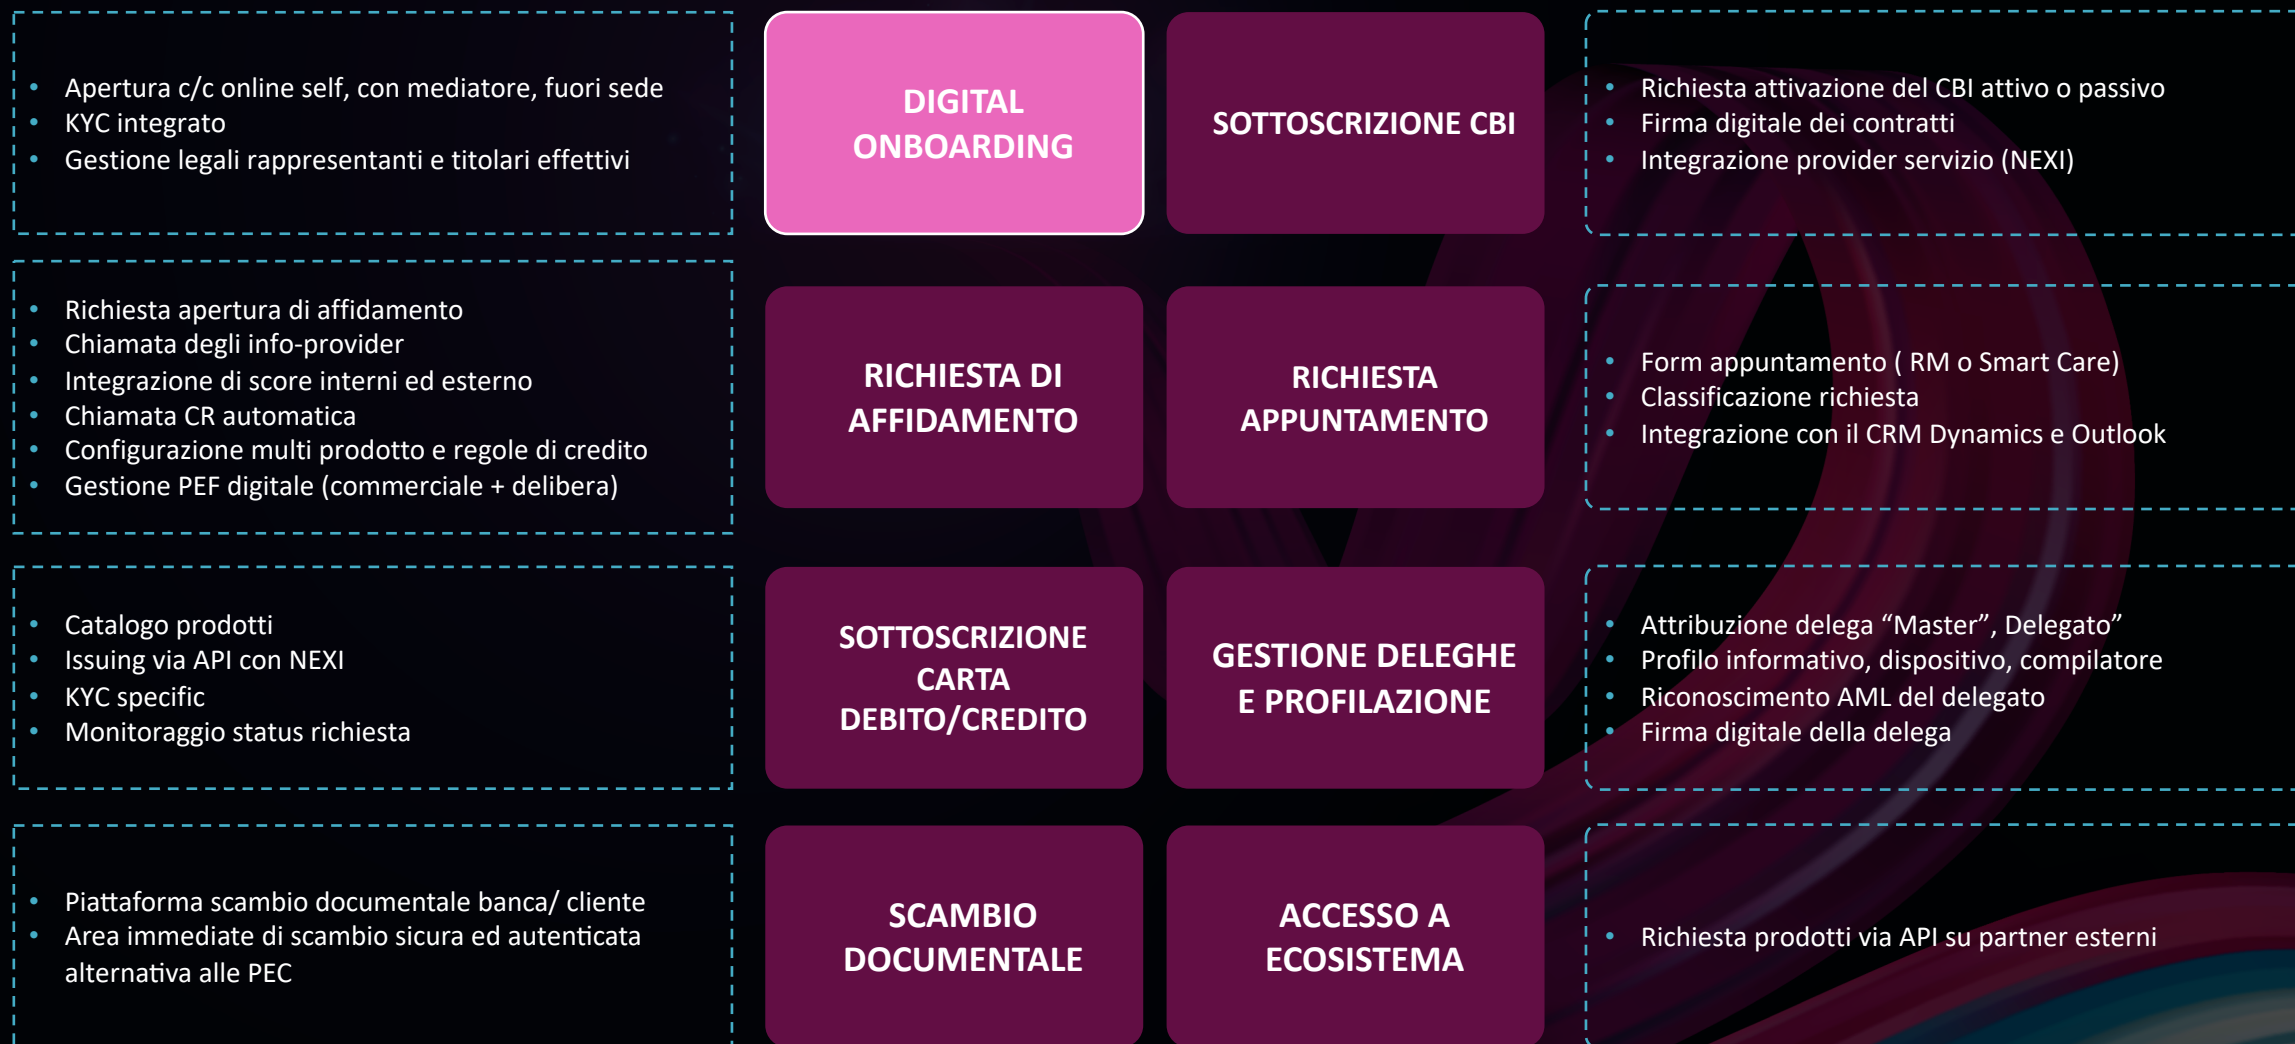 • Apertura c/c online self, con mediatore, fuori sede
• KYC integrato
• Gestione legali rappresentanti e titolari effettivi
DIGITAL
ONBOARDING
SOTTOSCRIZIONE CBI
• Richiesta attivazione del CBI attivo o passivo
• Firma digitale dei contratti
• Integrazione provider servizio (NEXI)
• Richiesta apertura di affidamento
• Chiamata degli info-provider
• Integrazione di score interni ed esterno
• Chiamata CR automatica
• Configurazione multi prodotto e regole di credito
• Gestione PEF digitale (commerciale + delibera)
RICHIESTA DI
AFFIDAMENTO
RICHIESTA
APPUNTAMENTO
• Form appuntamento ( RM o Smart Care)
• Classificazione richiesta
• Integrazione con il CRM Dynamics e Outlook
• Catalogo prodotti
• Issuing via API con NEXI
• KYC specific
• Monitoraggio status richiesta
SOTTOSCRIZIONE
CARTA
DEBITO/CREDITO
GESTIONE DELEGHE
E PROFILAZIONE
• Attribuzione delega “Master”, Delegato”
• Profilo informativo, dispositivo, compilatore
• Riconoscimento AML del delegato
• Firma digitale della delega
• Piattaforma scambio documentale banca/ cliente
• Area immediate di scambio sicura ed autenticata
alternativa alle PEC
SCAMBIO
DOCUMENTALE
ACCESSO A
ECOSISTEMA
• Richiesta prodotti via API su partner esterni